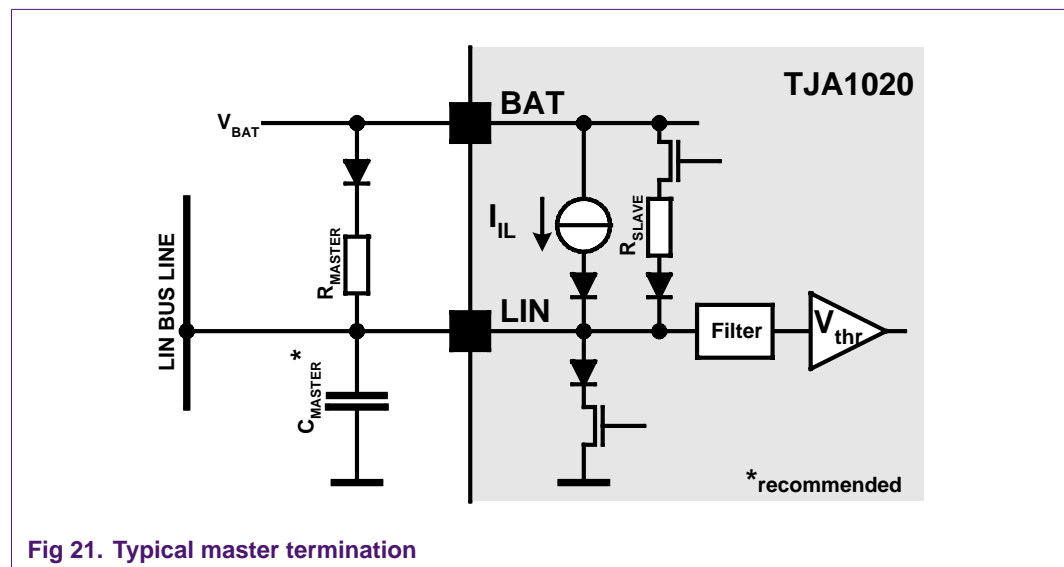 TJA1020
BAT
V_BAT
I_IL
R_SLAVE
R_MASTER
LIN BUS LINE
LIN
Filter
V_thr
C_MASTER*
*recommended
Fig 21. Typical master termination